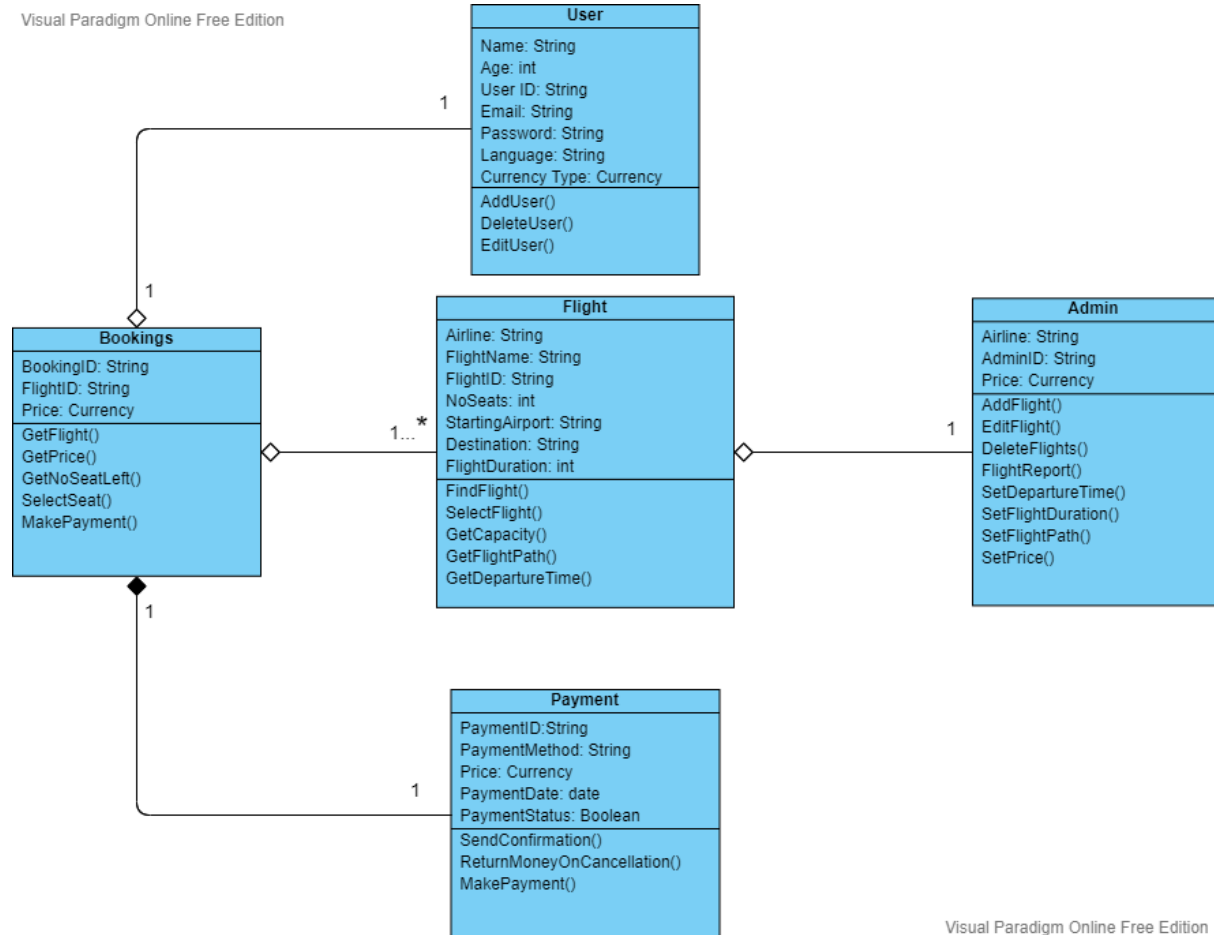 Visual Paradigm Online Free Edition
User
Name: String
Age: int
User ID: String
Email: String
Password: String
Language: String
Currency Type: Currency
AddUser()
DeleteUser()
EditUser()
1
1
Bookings
BookingID: String
FlightID: String
Price: Currency
GetFlight()
GetPrice()
GetNoSeatLeft()
SelectSeat()
MakePayment()
1...*
Flight
Airline: String
FlightName: String
FlightID: String
NoSeats: int
StartingAirport: String
Destination: String
FlightDuration: int
FindFlight()
SelectFlight()
GetCapacity()
GetFlightPath()
GetDepartureTime()
1
Admin
Airline: String
AdminID: String
Price: Currency
AddFlight()
EditFlight()
DeleteFlights()
FlightReport()
SetDepartureTime()
SetFlightDuration()
SetFlightPath()
SetPrice()
1
1
Payment
PaymentID:String
PaymentMethod: String
Price: Currency
PaymentDate: date
PaymentStatus: Boolean
SendConfirmation()
ReturnMoneyOnCancellation()
MakePayment()
Visual Paradigm Online Free Edition